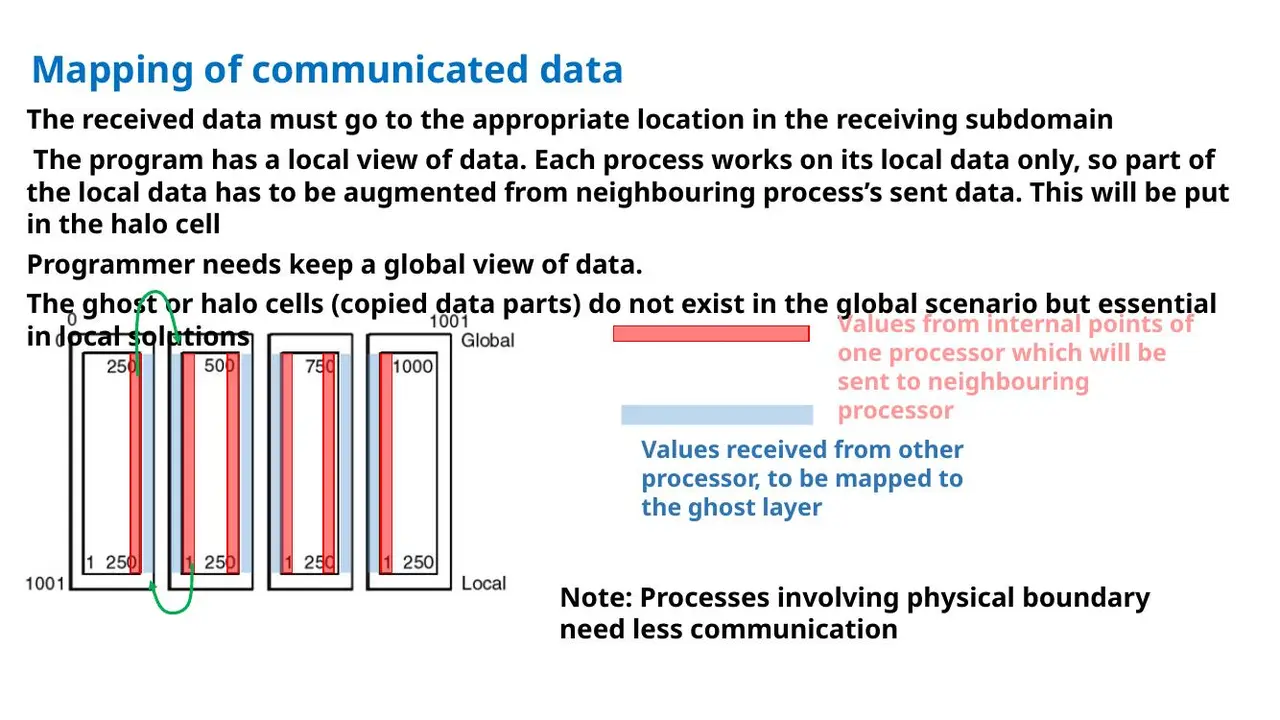 Mapping of communicated data
The received data must go to the appropriate location in the receiving subdomain
The program has a local view of data. Each process works on its local data only, so part of
the local data has to be augmented from neighbouring process’s sent data. This will be put
in the halo cell
Programmer needs keep a global view of data.
The ghost or halo cells (copied data parts) do not exist in the global scenario but essential
in local solutions
0 1001
0 Global
250 500 750 1000
1 250 1 250 1 250 1 250
1001 Local
Values from internal points of
one processor which will be
sent to neighbouring
processor
Values received from other
processor, to be mapped to
the ghost layer
Note: Processes involving physical boundary
need less communication